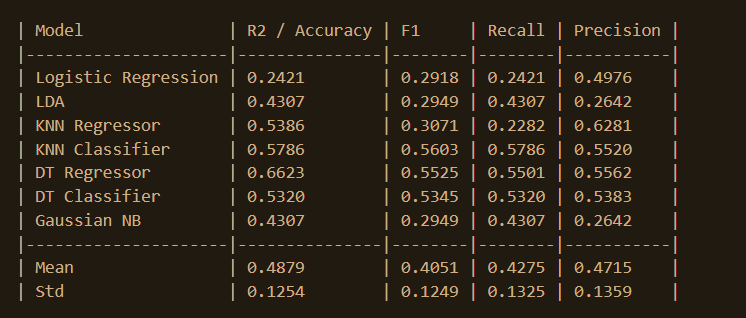 | Model               | R2 / Accuracy | F1     | Recall | Precision |
|---------------------|---------------|--------|--------|-----------|
| Logistic Regression | 0.2421        | 0.2918 | 0.2421 | 0.4976    |
| LDA                 | 0.4307        | 0.2949 | 0.4307 | 0.2642    |
| KNN Regressor       | 0.5386        | 0.3071 | 0.2282 | 0.6281    |
| KNN Classifier      | 0.5786        | 0.5603 | 0.5786 | 0.5520    |
| DT Regressor        | 0.6623        | 0.5525 | 0.5501 | 0.5562    |
| DT Classifier       | 0.5320        | 0.5345 | 0.5320 | 0.5383    |
| Gaussian NB         | 0.4307        | 0.2949 | 0.4307 | 0.2642    |
|---------------------|---------------|--------|--------|-----------|
| Mean                | 0.4879        | 0.4051 | 0.4275 | 0.4715    |
| Std                 | 0.1254        | 0.1249 | 0.1325 | 0.1359    |